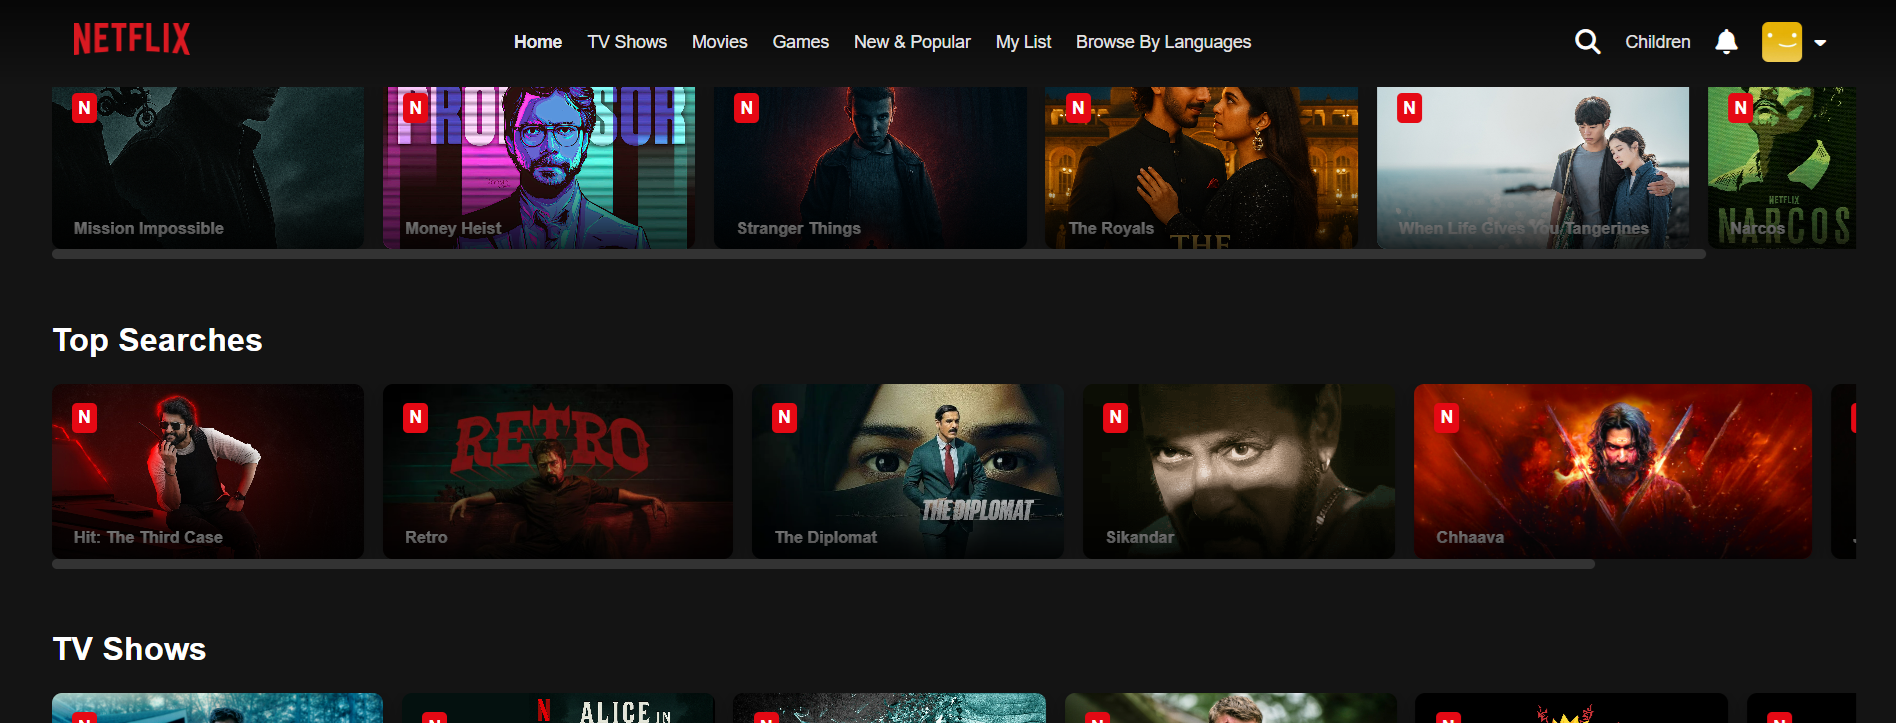 NETFLIX
Home TV Shows Movies Games New & Popular My List Browse By Languages Children
N N N N N N
PROFESSOR
THE
NETFLIX
NARCOS
Mission Impossible Money Heist Stranger Things The Royals When Life Gives You Tangerines Narcos
Top Searches
N N N N N
RETRO
THE DIPLOMAT
Hit: The Third Case Retro The Diplomat Sikandar Chhaava
TV Shows
N
ALICE IN
N N N N N N